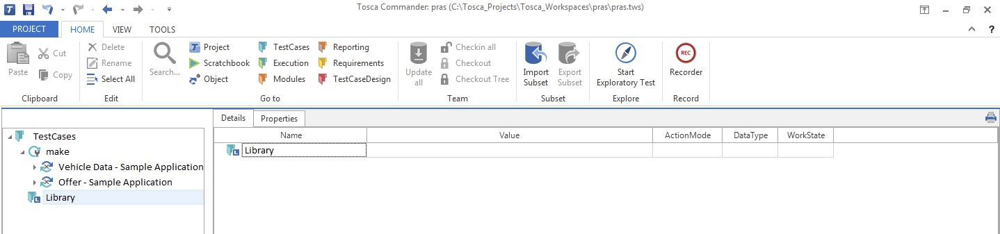 Tosca Commander: pras (C:\Tosca_Projects\Tosca_Workspaces\pras\pras.tws)
PROJECT HOME VIEW TOOLS
?
Paste
Cut
Copy
Clipboard
Delete
Rename
Select All
Edit
Search...
Project
Scratchbook
Object
TestCases
Execution
Modules
Reporting
Requirements
TestCaseDesign
Go to
Update
all
Checkin all
Checkout
Checkout Tree
Team
Import
Subset
Export
Subset
Subset
Start
Exploratory Test
Explore
REC
Recorder
Record
TestCases
make
Vehicle Data - Sample Application
Offer - Sample Application
Library
Details Properties
Name Value ActionMode DataType WorkState
Library